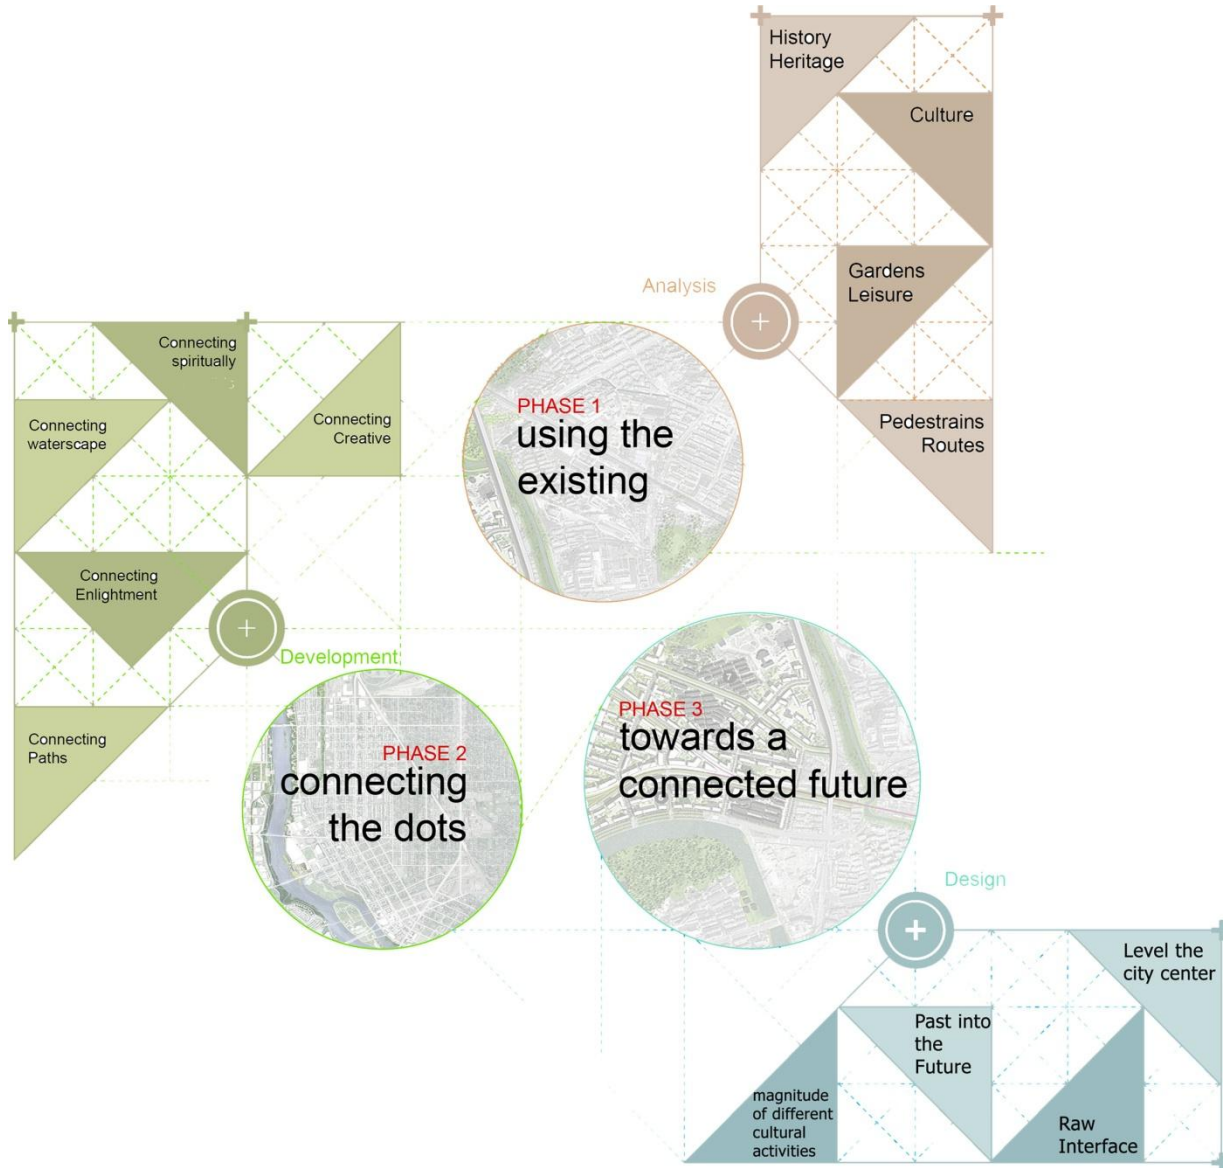 History
Heritage
Culture
Gardens
Leisure
Pedestrains
Routes
Analysis
PHASE 1
using the
existing
Connecting
spiritually
Connecting
waterscape
Connecting
Creative
Connecting
Enlightment
Connecting
Paths
Development
PHASE 2
connecting
the dots
PHASE 3
towards a
connected future
Design
Level the
city center
Past into
the
Future
magnitude
of different
cultural
activities
Raw
Interface